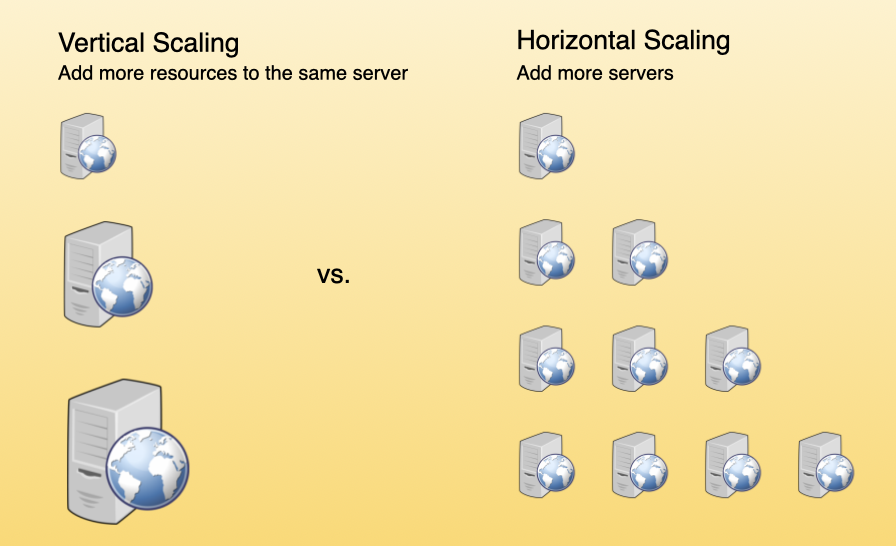 Vertical Scaling
Add more resources to the same server
vs.
Horizontal Scaling
Add more servers